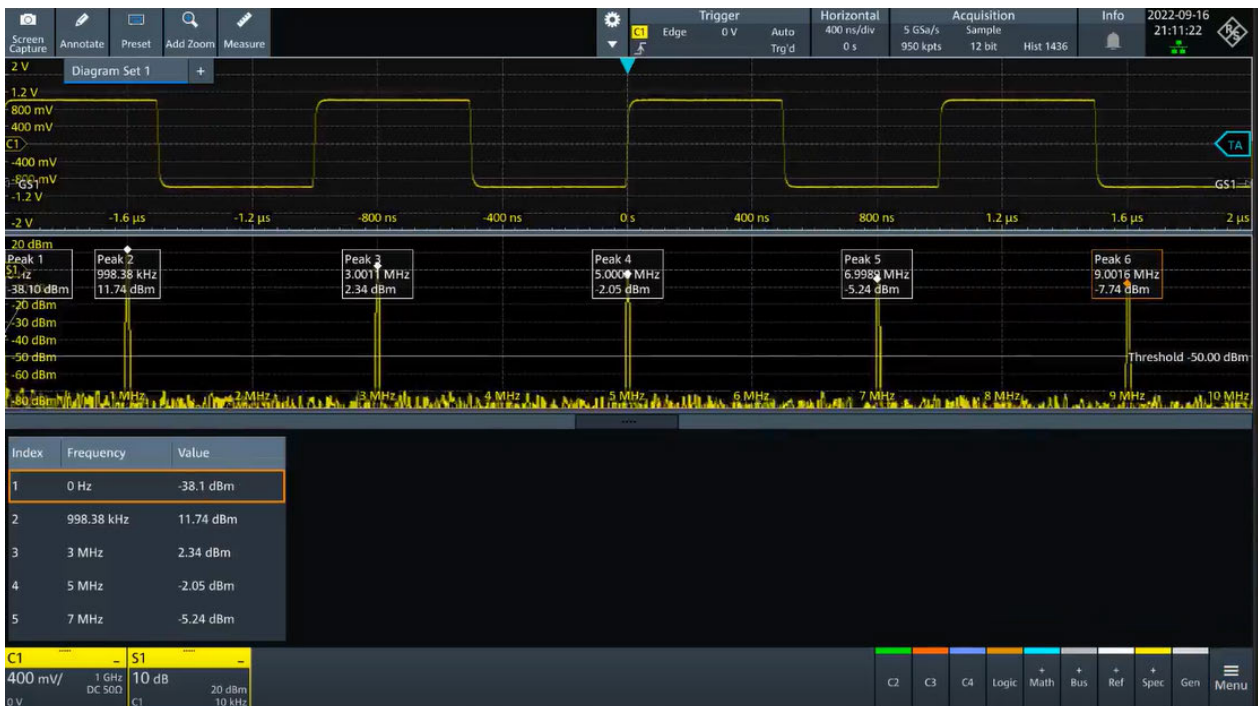 Screen Capture
Annotate
Preset
Add Zoom
Measure
C1 Edge
Trigger
0 V
Auto
Trg'd
Horizontal
400 ns/div
0 s
Acquisition
5 GSa/s
Sample
950 kpts
12 bit
Hist 1436
Info
2022-09-16
21:11:22
R&S
2 V
Diagram Set 1 +
1.2 V
800 mV
400 mV
C1
TA
-400 mV
-800 mV
GS1
GS1
-1.2 V
-2 V
-1.6 µs
-1.2 µs
-800 ns
-400 ns
0 s
400 ns
800 ns
1.2 µs
1.6 µs
2 µs
20 dBm
S1
Peak 1
Hz
-38.10 dBm
Peak 2
998.38 kHz
11.74 dBm
Peak 3
3.0011 MHz
2.34 dBm
Peak 4
MHz
-2.05 dBm
Peak 5
MHz
-5.24 dBm
Peak 6
9.0016 MHz
-7.74 dBm
-20 dBm
-30 dBm
-40 dBm
-50 dBm
Threshold -50.00 dBm
-60 dBm
-80 dBm
1 MHz
2 MHz
3 MHz
4 MHz
5 MHz
6 MHz
7 MHz
8 MHz
9 MHz
10 MHz
Index Frequency Value
1 0 Hz -38.1 dBm
2 998.38 kHz 11.74 dBm
3 3 MHz 2.34 dBm
4 5 MHz -2.05 dBm
5 7 MHz -5.24 dBm
C1
400 mV/
1 GHz
DC 50Ω
0 V
S1
10 dB
20 dBm
C1
10 kHz
C2
C3
C4
Logic
+ Math
+ Bus
+ Ref
+ Spec
Gen
Menu